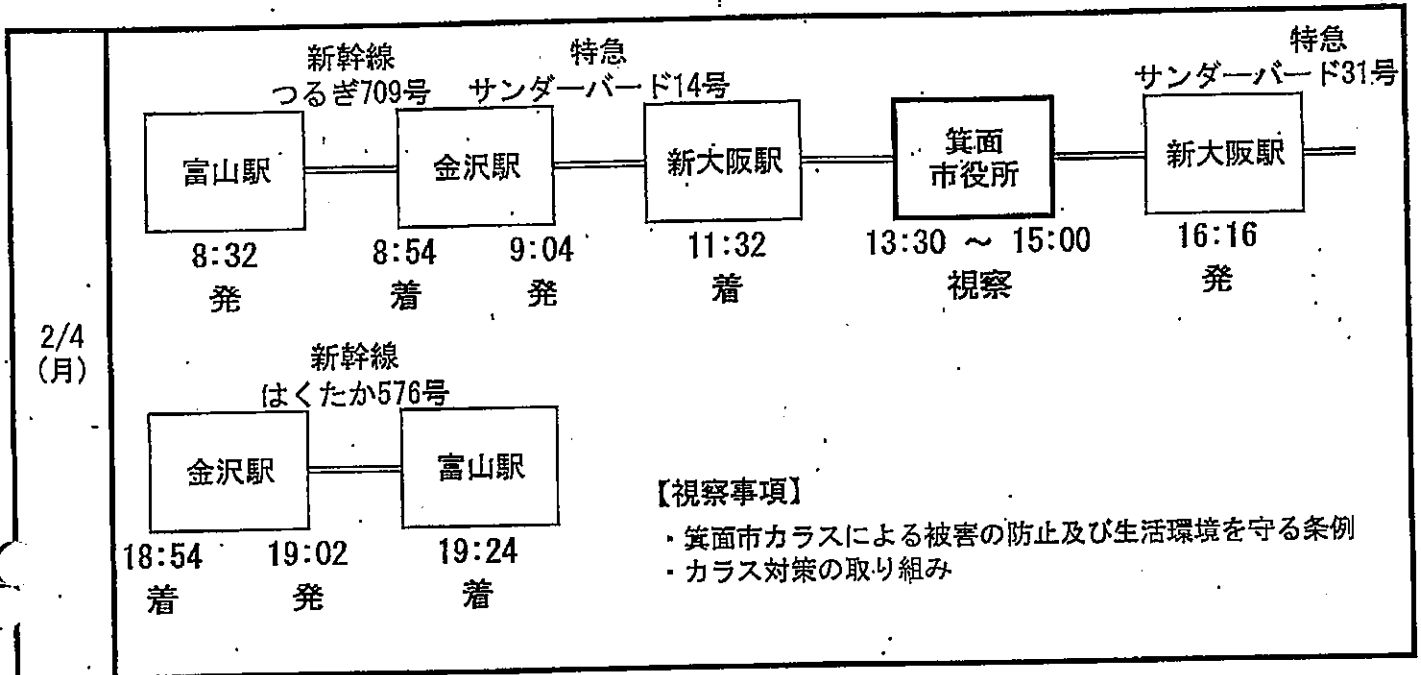 2/4
(月)
新幹線
つるぎ709号
特急
サンダーバード14号
特急
サンダーバード31号
富山駅
金沢駅
新大阪駅
箕面
市役所
新大阪駅
8:32
発
8:54
着
9:04
発
11:32
着
13:30 ～ 15:00
視察
16:16
発
新幹線
はくたか576号
金沢駅
富山駅
18:54
着
19:02
発
19:24
着
【視察事項】
・箕面市カラスによる被害の防止及び生活環境を守る条例
・カラス対策の取り組み